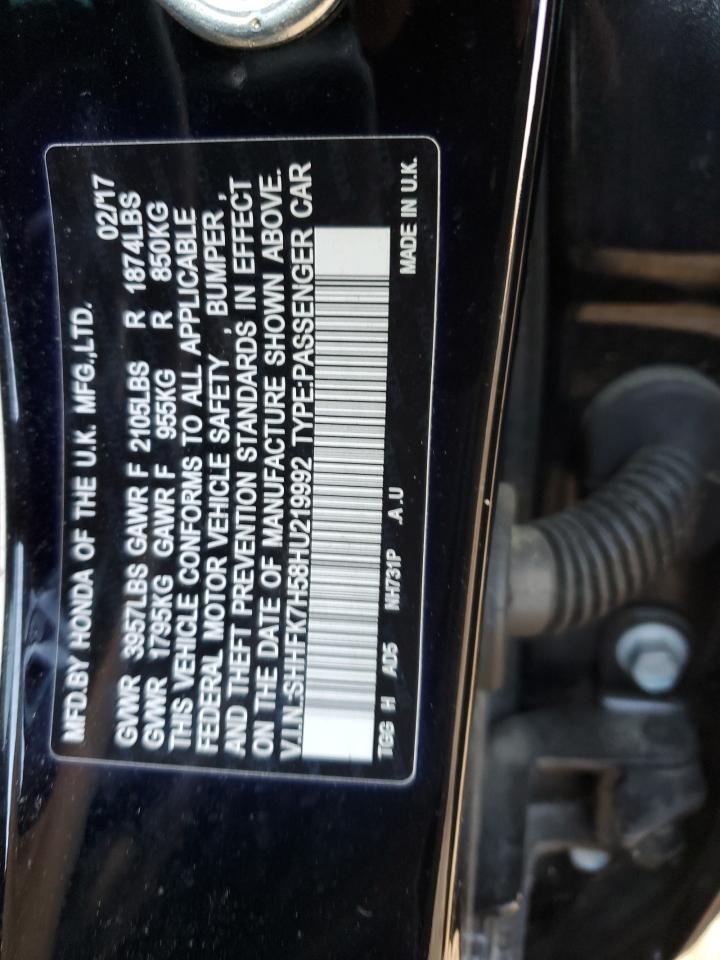 MFD.BY HONDA OF THE U.K. MFG.,LTD. 02/17
GVWR 3957LBS GAWR F 2105LBS R 1874LBS
GVWR 1795KG GAWR F 955KG R 850KG
THIS VEHICLE CONFORMS TO ALL APPLICABLE
FEDERAL MOTOR VEHICLE SAFETY , BUMPER ,
AND THEFT PREVENTION STANDARDS IN EFFECT
ON THE DATE OF MANUFACTURE SHOWN ABOVE.
V.I.N.SHHFK7H58HU219992 TYPE:PASSENGER CAR
TGG H AD5 NH731P .A .U MADE IN U.K.